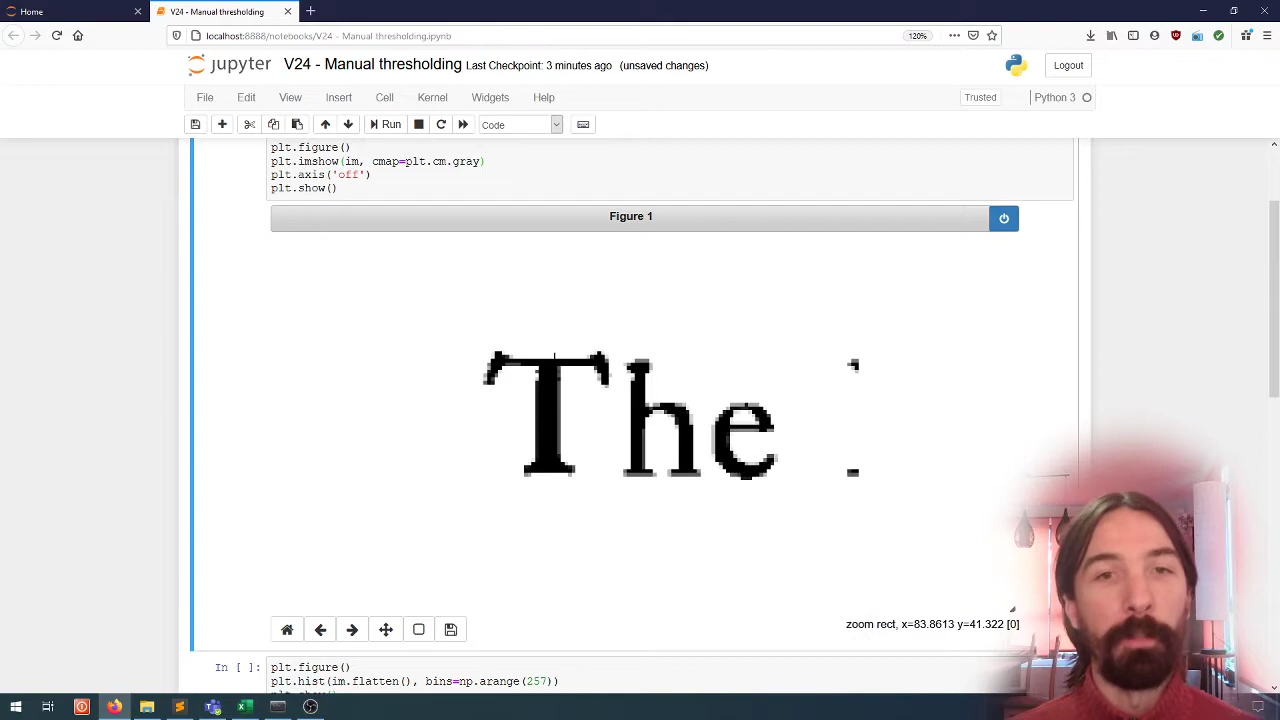 Home
V24 - Manual thresholding
localhost:8888/notebooks/V24 - Manual thresholding.ipynb
120%
jupyter V24 - Manual thresholding Last Checkpoint: 3 minutes ago (unsaved changes)
Logout
File Edit View Insert Cell Kernel Widgets Help
Trusted
Python 3
Run
Code
plt.figure()
plt.imshow(im, cmap=plt.cm.gray)
plt.axis('off')
plt.show()
Figure 1
The
zoom rect, x=83.8613 y=41.322 [0]
In [ ]:
plt.figure()
plt.hist(im.flatten(), bins=np.arange(257))
plt.show()